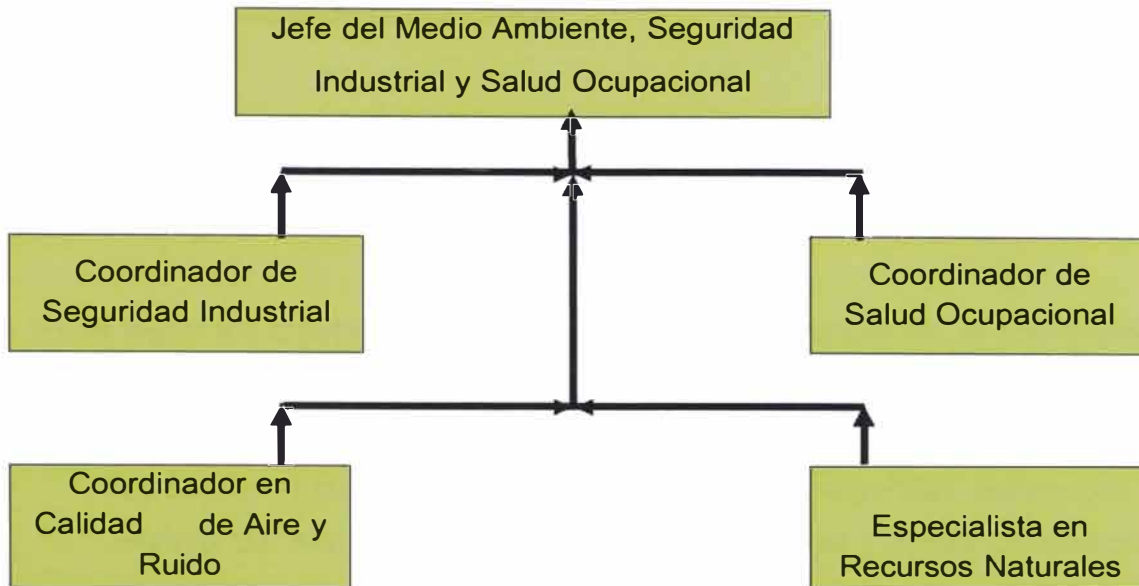 Jefe del Medio Ambiente, Seguridad
Industrial y Salud Ocupacional
Coordinador de
Seguridad Industrial
Coordinador de
Salud Ocupacional
Coordinador en
Calidad de Aire y
Ruido
Especialista en
Recursos Naturales